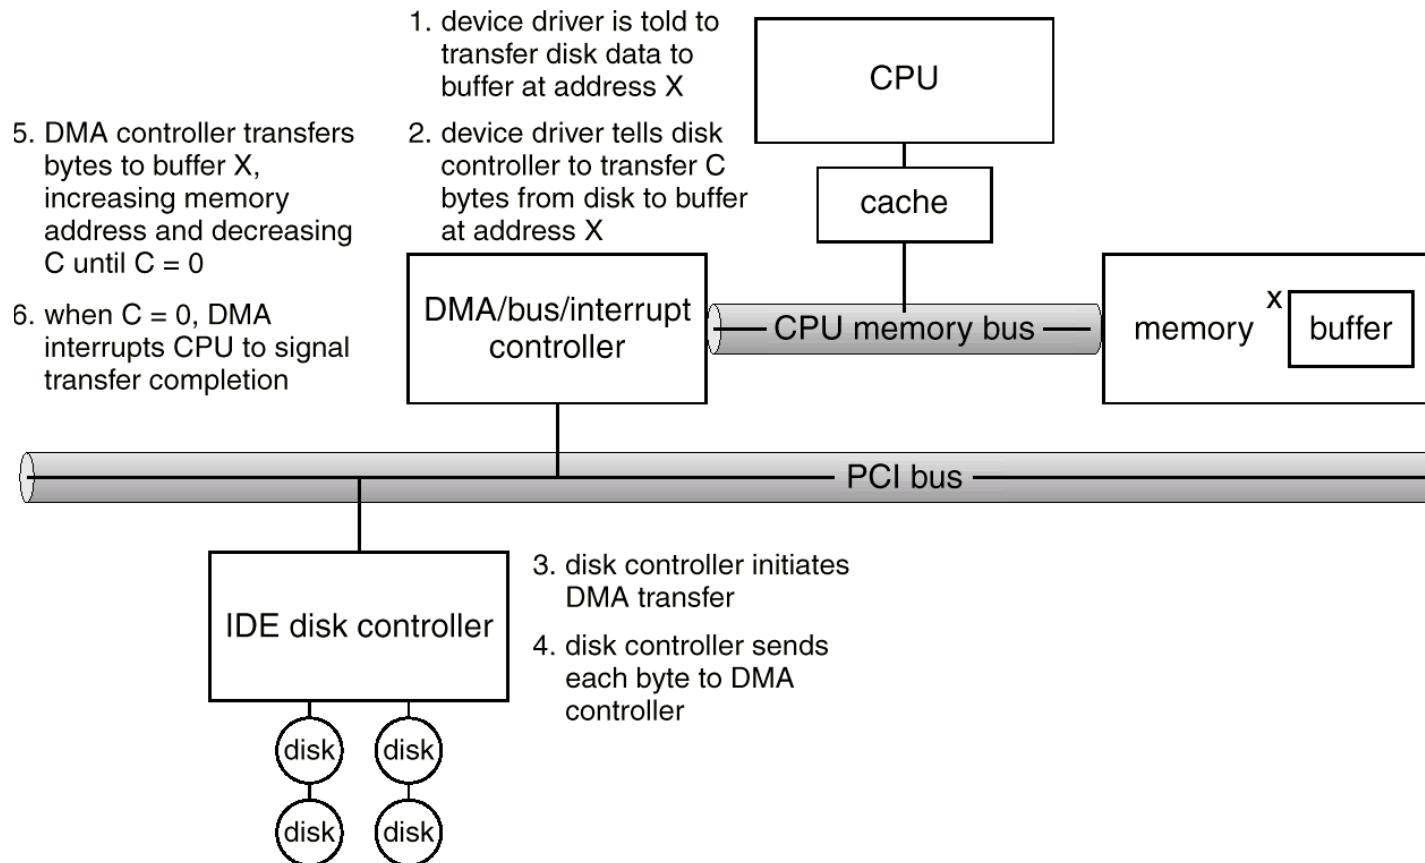 1. device driver is told to
transfer disk data to
buffer at address X
2. device driver tells disk
controller to transfer C
bytes from disk to buffer
at address X
5. DMA controller transfers
bytes to buffer X,
increasing memory
address and decreasing
C until C = 0
6. when C = 0, DMA
interrupts CPU to signal
transfer completion
CPU
cache
DMA/bus/interrupt
controller
CPU memory bus
memory
X
buffer
PCI bus
IDE disk controller
3. disk controller initiates
DMA transfer
4. disk controller sends
each byte to DMA
controller
disk
disk
disk
disk